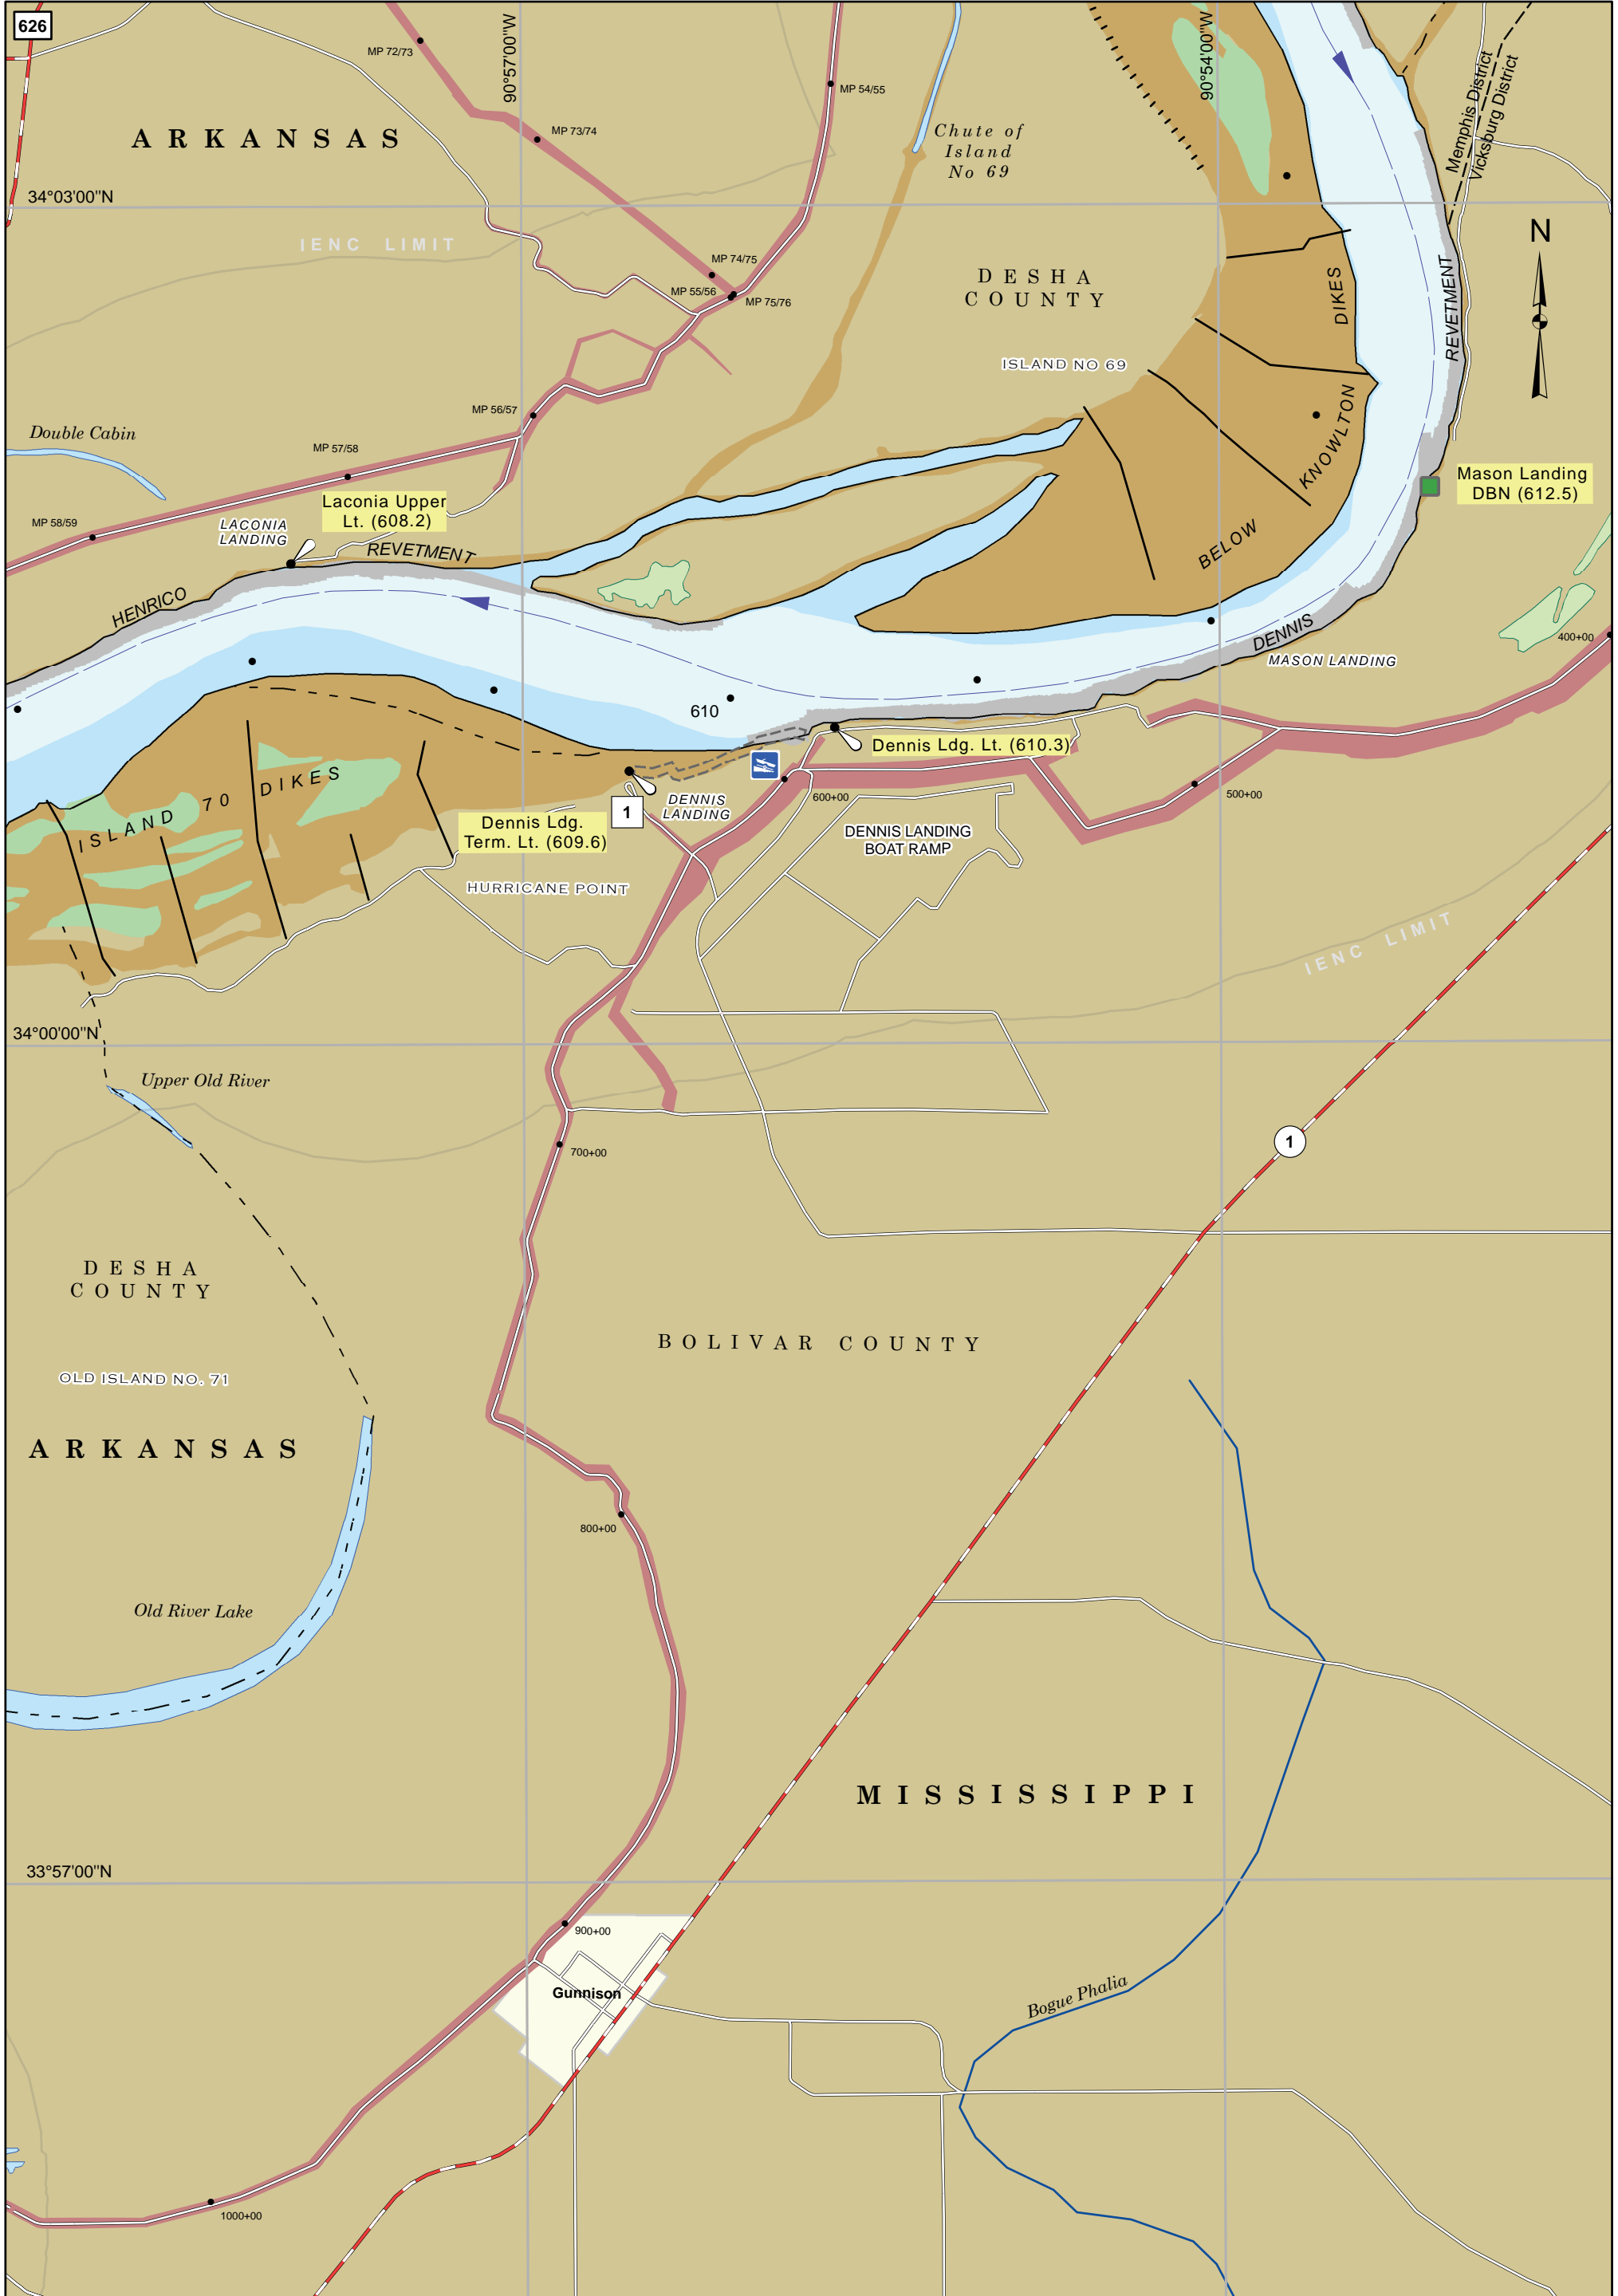 626
MP 72/73
90°57'00"W
90°54'00"W
MP 54/55
Memphis District
Vicksburg District
ARKANSAS
MP 73/74
Chute of
Island
No 69
34°03'00"N
IENC LIMIT
N
MP 74/75
MP 55/56
MP 75/76
DESHA
COUNTY
DIKES
REVETMENT
ISLAND NO 69
MP 56/57
KNOWLTON
Double Cabin
MP 57/58
Mason Landing
DBN (612.5)
Laconia Upper
Lt. (608.2)
MP 58/59
LACONIA
LANDING
REVETMENT
BELOW
HENRICO
DENNIS
400+00
MASON LANDING
610
Dennis Ldg. Lt. (610.3)
ISLAND 70 DIKES
1
DENNIS
LANDING
600+00
500+00
Dennis Ldg.
Term. Lt. (609.6)
DENNIS LANDING
BOAT RAMP
HURRICANE POINT
IENC LIMIT
34°00'00"N
Upper Old River
1
700+00
DESHA
COUNTY
BOLIVAR COUNTY
OLD ISLAND NO. 71
ARKANSAS
800+00
Old River Lake
MISSISSIPPI
33°57'00"N
900+00
Gunnison
Bogue Phalia
1000+00